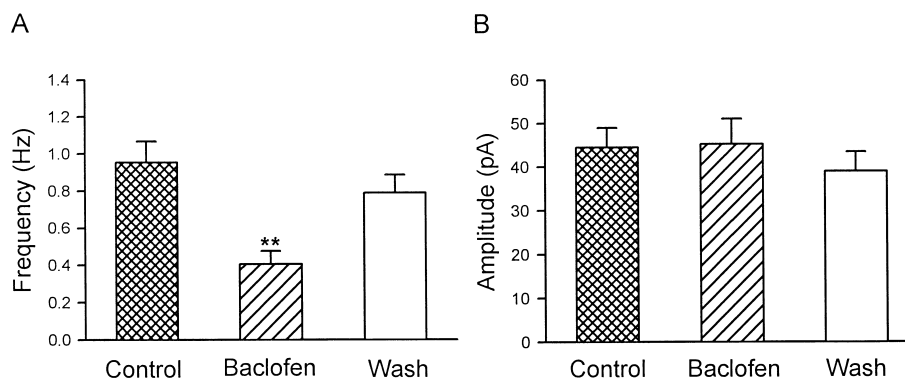 A
Frequency (Hz)
1.4
1.2
1.0
0.8
0.6
0.4
0.2
0.0
**
Control Baclofen Wash
B
Amplitude (pA)
60
50
40
30
20
10
0
Control Baclofen Wash